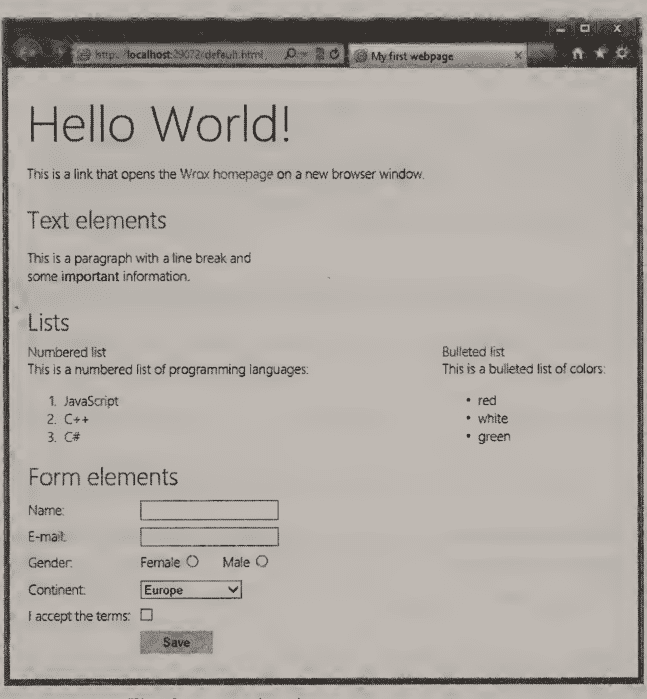 http://localhost:29072/default.html
My first webpage
Hello World!
This is a link that opens the Wrox homepage on a new browser window.
Text elements
This is a paragraph with a line break and
some important information.
Lists
Numbered list
This is a numbered list of programming languages:
1. JavaScript
2. C++
3. C#
Bulleted list
This is a bulleted list of colors:
• red
• white
• green
Form elements
Name:
E-mail:
Gender: Female Male
Continent: Europe
I accept the terms:
Save